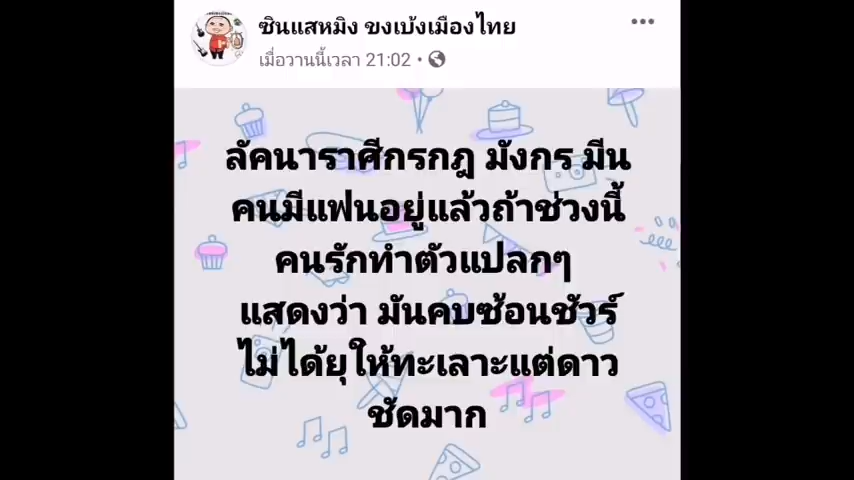 ซินแสหมิง ขงเบ้งเมืองไทย
เมื่อวานนี้เวลา 21:02 •
ลัคนาราศีกรกฎ มังกร มีน
คนมีแฟนอยู่แล้วถ้าช่วงนี้
คนรักทำตัวแปลกๆ
แสดงว่า มันคบซ้อนชัวร์
ไม่ได้ยุให้ทะเลาะแต่ดาว
ชัดมาก